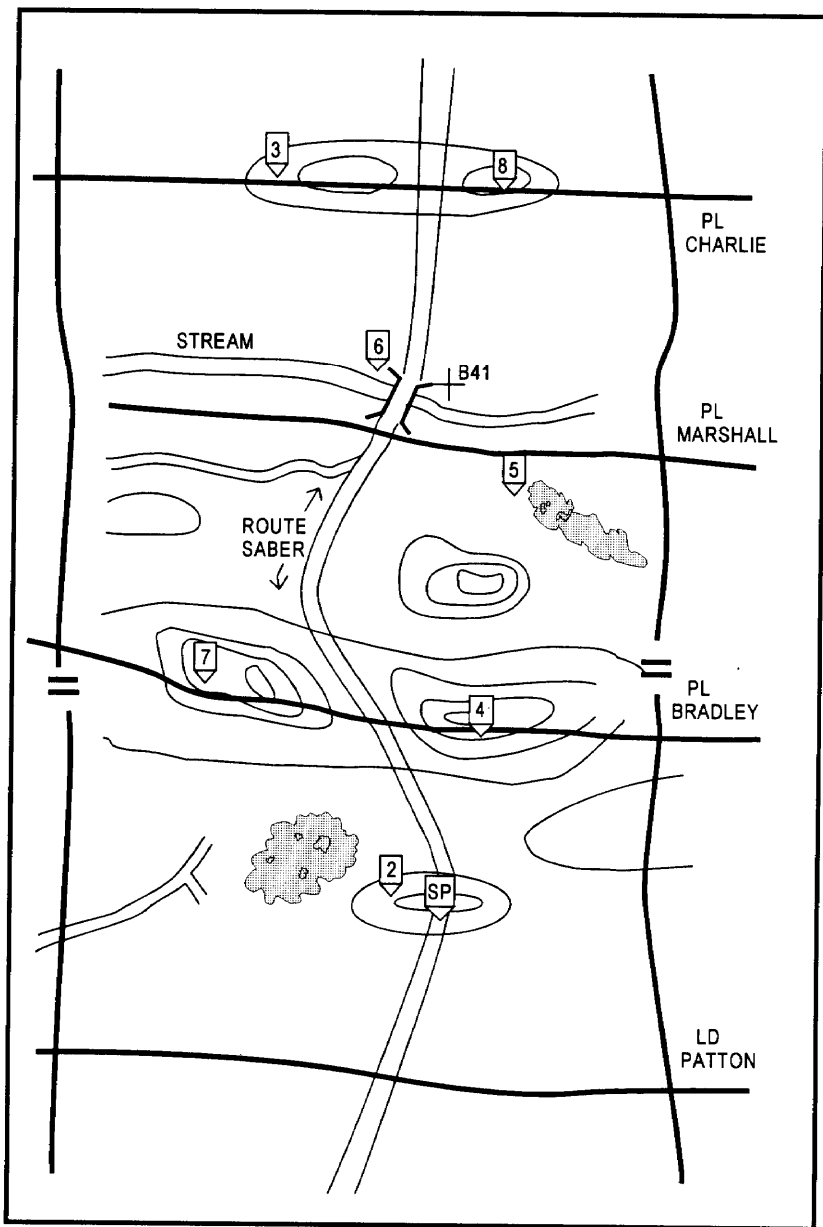 3
8
PL
CHARLIE
STREAM
6
B41
PL
MARSHALL
5
ROUTE
SABER
7
4
PL
BRADLEY
2
SP
LD
PATTON